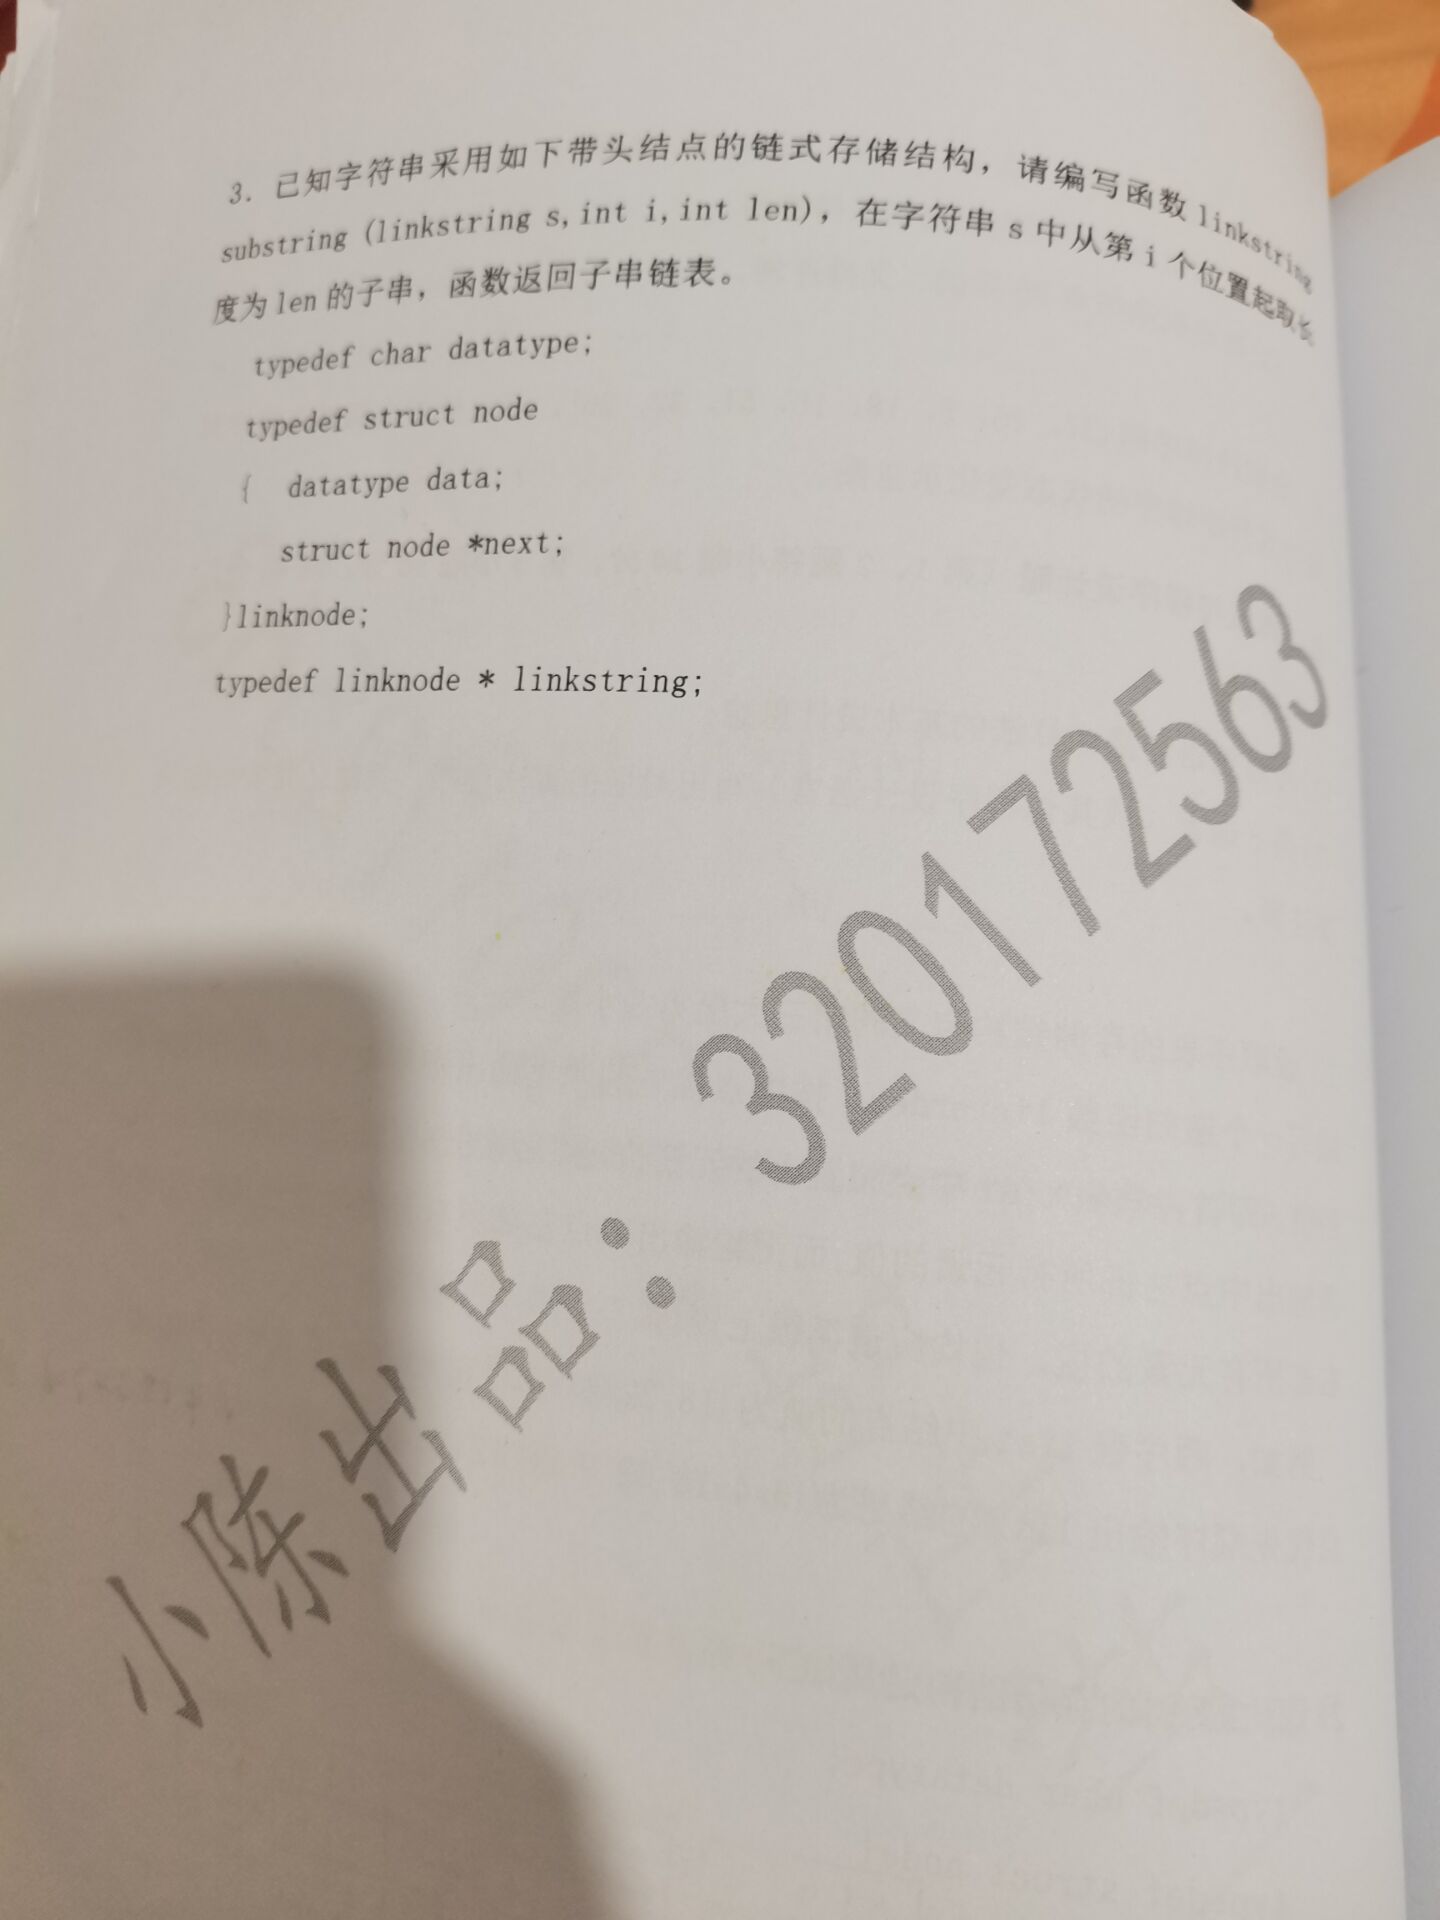 3. 已知字符串采用如下带头结点的链式存储结构，请编写函数 linkstring
substring (linkstring s,int i,int len)，在字符串 s 中从第 i 个位置起取长
度为 len 的子串，函数返回子串链表。
typedef char datatype;
typedef struct node
{ datatype data;
struct node *next;
}linknode;
typedef linknode * linkstring;
小陈出品：320172563